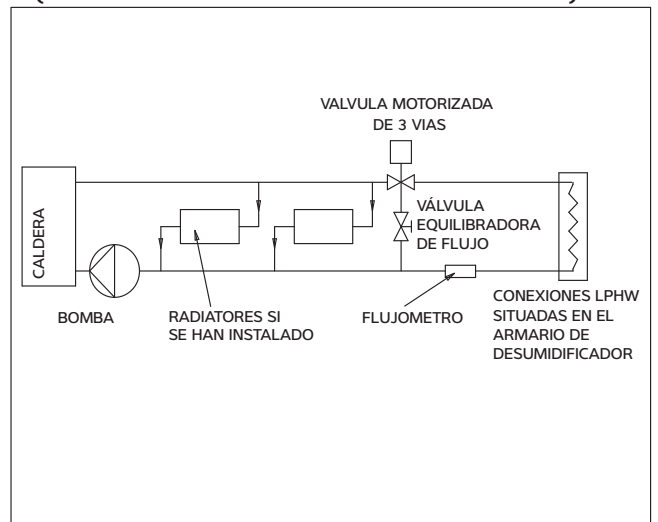 VALVULA MOTORIZADA
DE 3 VIAS
CALDERA
VÁLVULA
EQUILIBRADORA
DE FLUJO
BOMBA
RADIATORES SI
SE HAN INSTALADO
FLUJOMETRO
CONEXIONES LPHW
SITUADAS EN EL
ARMARIO DE
DESUMIDIFICADOR